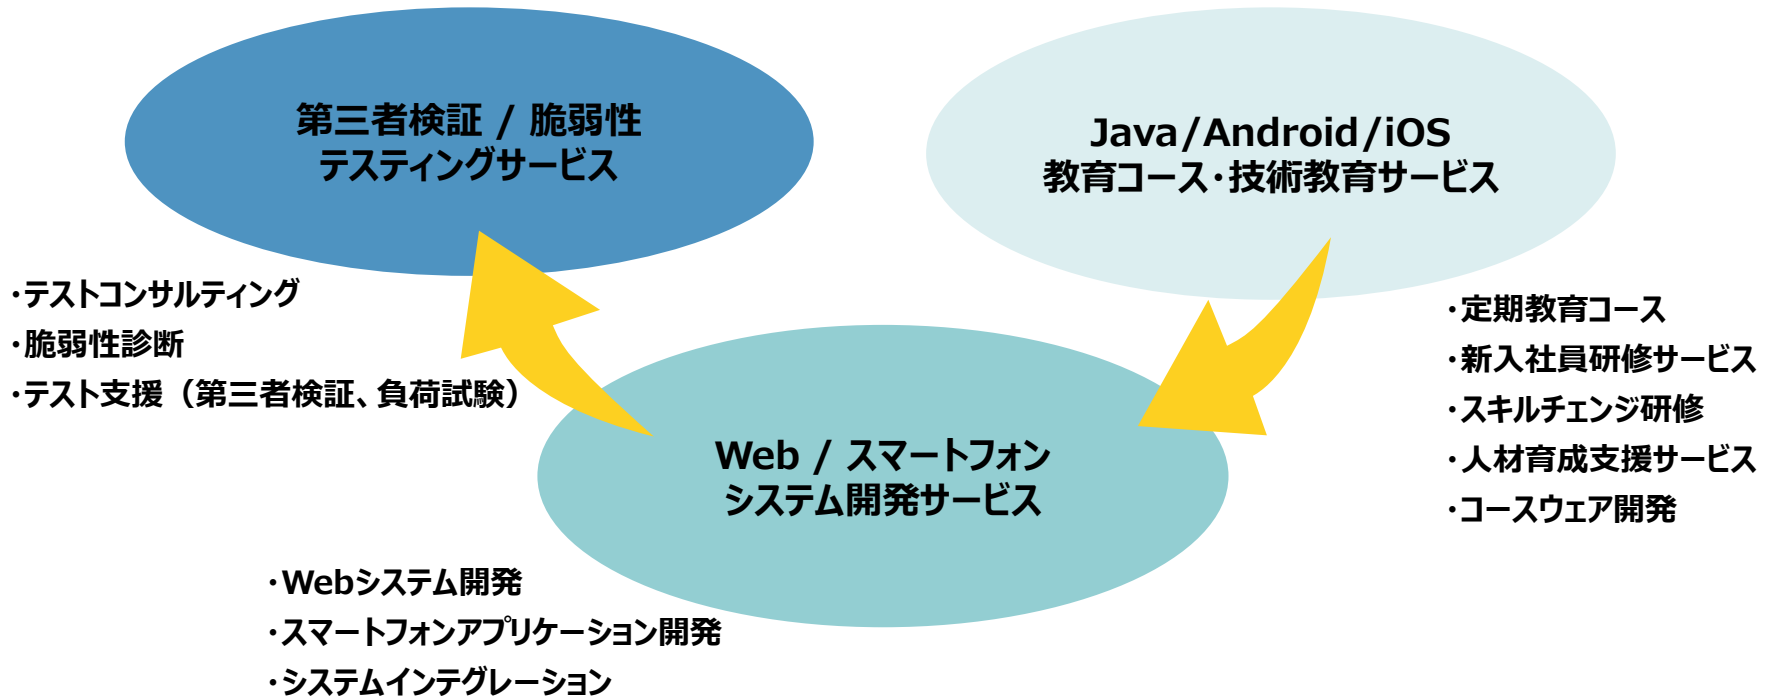 第三者検証 / 脆弱性
テスティングサービス
Java/Android/iOS
教育コース・技術教育サービス
・テストコンサルティング
・脆弱性診断
・テスト支援（第三者検証、負荷試験）
・定期教育コース
・新入社員研修サービス
・スキルチェンジ研修
・人材育成支援サービス
・コースウェア開発
Web / スマートフォン
システム開発サービス
・Webシステム開発
・スマートフォンアプリケーション開発
・システムインテグレーション